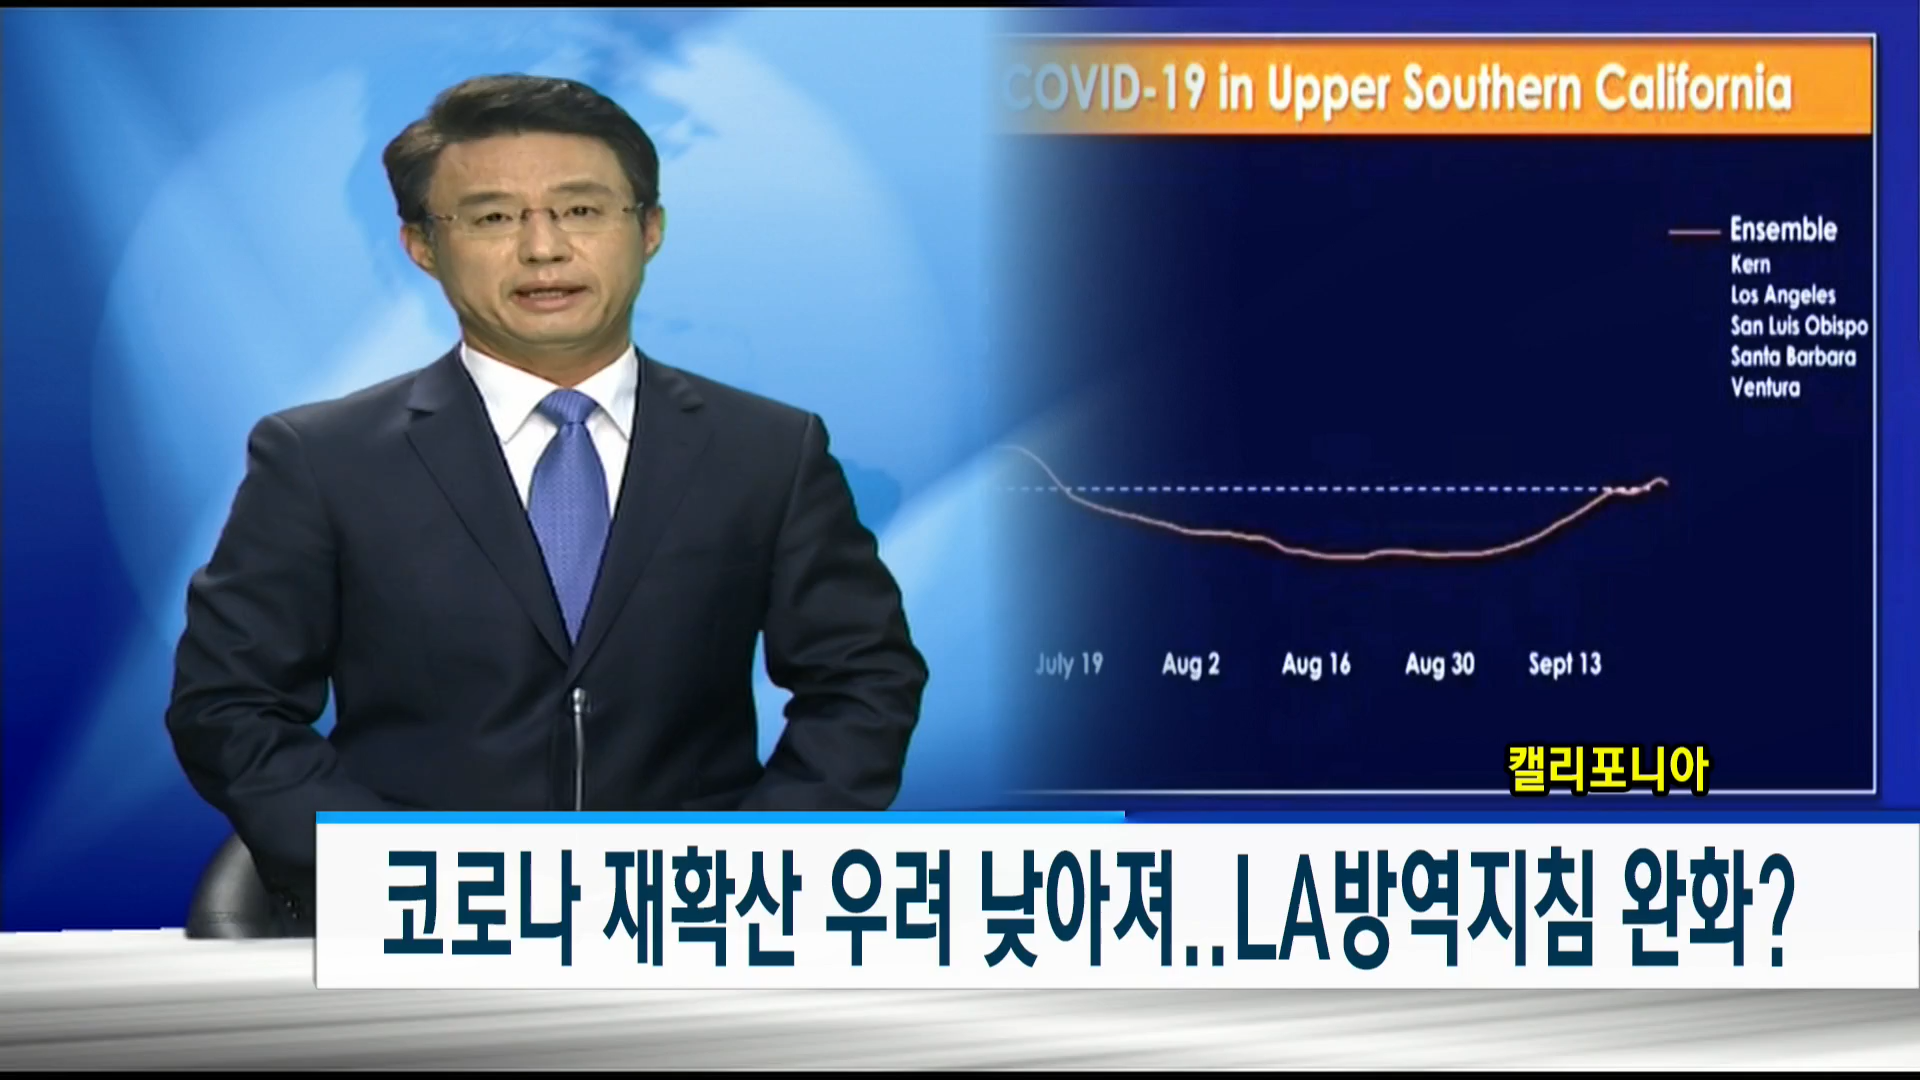 COVID-19 in Upper Southern California
Ensemble
Kern
Los Angeles
San Luis Obispo
Santa Barbara
Ventura
July 19 Aug 2 Aug 16 Aug 30 Sept 13
캘리포니아
코로나 재확산 우려 낮아져..LA방역지침 완화?